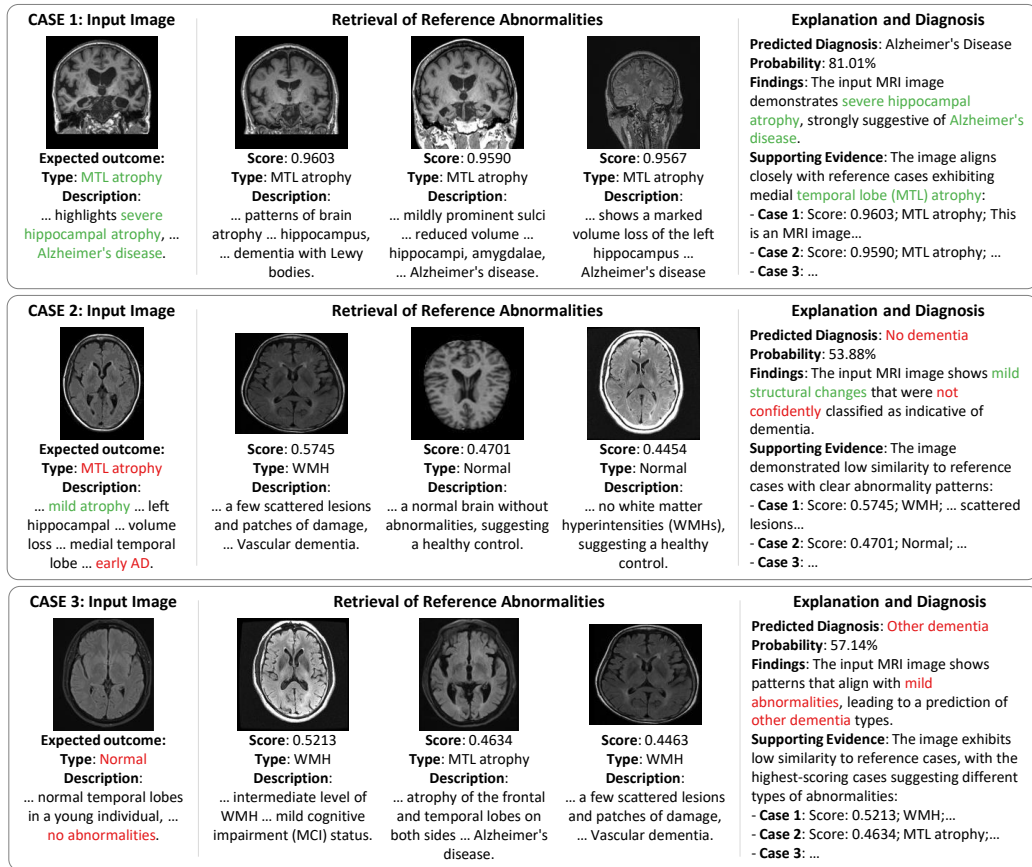 CASE 1: Input Image
Expected outcome:
Type: MTL atrophy
Description:
... highlights severe
hippocampal atrophy, ...
Alzheimer's disease.
Retrieval of Reference Abnormalities
Score: 0.9603
Type: MTL atrophy
Description:
... patterns of brain
atrophy ... hippocampus,
... dementia with Lewy
bodies.
Score: 0.9590
Type: MTL atrophy
Description:
... mildly prominent sulci
... reduced volume ...
hippocampi, amygdalae,
... Alzheimer's disease.
Score: 0.9567
Type: MTL atrophy
Description:
... shows a marked
volume loss of the left
hippocampus ...
Alzheimer's disease
Explanation and Diagnosis
Predicted Diagnosis: Alzheimer's Disease
Probability: 81.01%
Findings: The input MRI image
demonstrates severe hippocampal
atrophy, strongly suggestive of Alzheimer's
disease.
Supporting Evidence: The image aligns
closely with reference cases exhibiting
medial temporal lobe (MTL) atrophy:
- Case 1: Score: 0.9603; MTL atrophy; This
is an MRI image...
- Case 2: Score: 0.9590; MTL atrophy; ...
- Case 3: ...
CASE 2: Input Image
Expected outcome:
Type: MTL atrophy
Description:
... mild atrophy ... left
hippocampal ... volume
loss ... medial temporal
lobe ... early AD.
Retrieval of Reference Abnormalities
Score: 0.5745
Type: WMH
Description:
... a few scattered lesions
and patches of damage,
... Vascular dementia.
Score: 0.4701
Type: Normal
Description:
... a normal brain without
abnormalities, suggesting
a healthy control.
Score: 0.4454
Type: Normal
Description:
... no white matter
hyperintensities (WMHs),
suggesting a healthy
control.
Explanation and Diagnosis
Predicted Diagnosis: No dementia
Probability: 53.88%
Findings: The input MRI image shows mild
structural changes that were not
confidently classified as indicative of
dementia.
Supporting Evidence: The image
demonstrated low similarity to reference
cases with clear abnormality patterns:
- Case 1: Score: 0.5745; WMH; ... scattered
lesions...
- Case 2: Score: 0.4701; Normal; ...
- Case 3: ...
CASE 3: Input Image
Expected outcome:
Type: Normal
Description:
... normal temporal lobes
in a young individual, ...
no abnormalities.
Retrieval of Reference Abnormalities
Score: 0.5213
Type: WMH
Description:
... intermediate level of
WMH ... mild cognitive
impairment (MCI) status.
Score: 0.4634
Type: MTL atrophy
Description:
... atrophy of the frontal
and temporal lobes on
both sides ... Alzheimer's
disease.
Score: 0.4463
Type: WMH
Description:
... a few scattered lesions
and patches of damage,
... Vascular dementia.
Explanation and Diagnosis
Predicted Diagnosis: Other dementia
Probability: 57.14%
Findings: The input MRI image shows
patterns that align with mild
abnormalities, leading to a prediction of
other dementia types.
Supporting Evidence: The image exhibits
low similarity to reference cases, with the
highest-scoring cases suggesting different
types of abnormalities:
- Case 1: Score: 0.5213; WMH;...
- Case 2: Score: 0.4634; MTL atrophy;...
- Case 3: ...